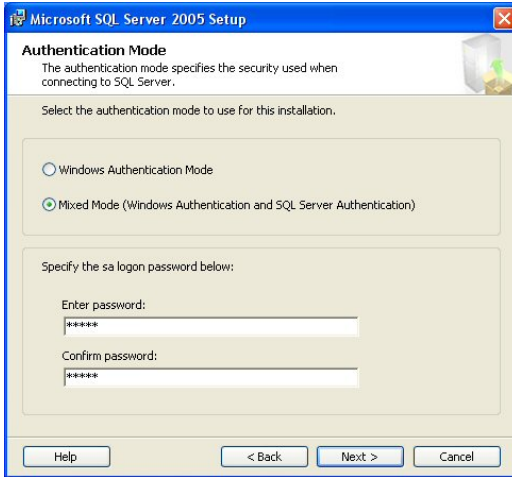 Microsoft SQL Server 2005 Setup
Authentication Mode
The authentication mode specifies the security used when
connecting to SQL Server.
Select the authentication mode to use for this installation.
Windows Authentication Mode
Mixed Mode (Windows Authentication and SQL Server Authentication)
Specify the sa logon password below:
Enter password:
*****
Confirm password:
*****
Help
< Back
Next >
Cancel